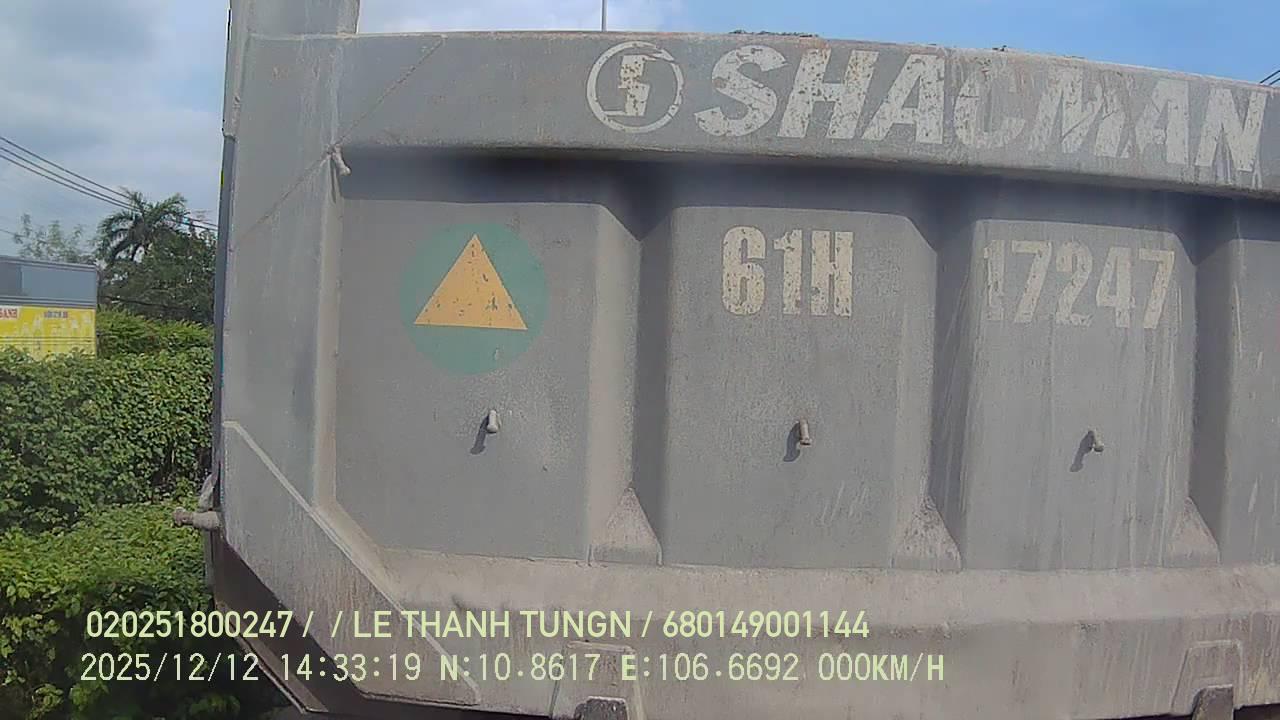 SHACMAN
61H 17247
020251800247 / / LE THANH TUNGN / 680149001144
2025/12/12 14:33:19 N:10.8617 E:106.6692 000KM/H